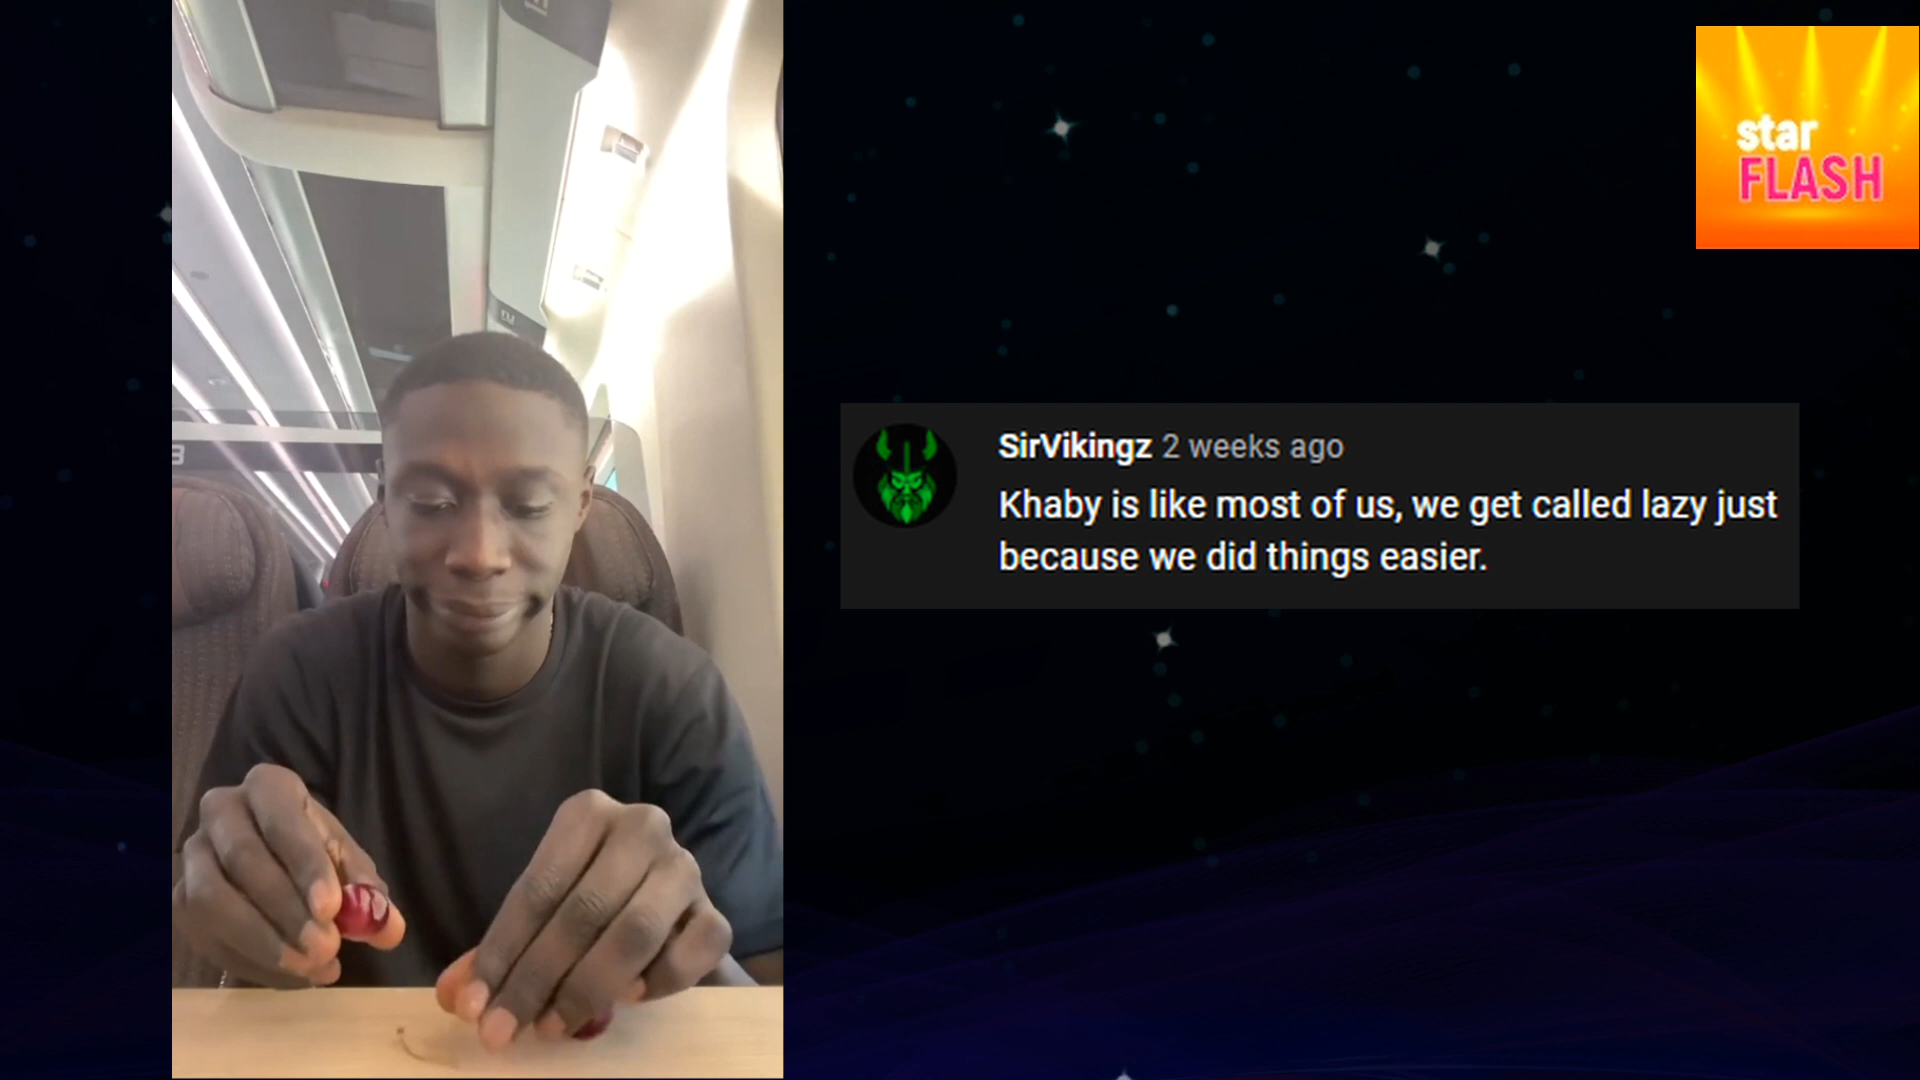 star
FLASH
SirVikingz 2 weeks ago
Khaby is like most of us, we get called lazy just
because we did things easier.